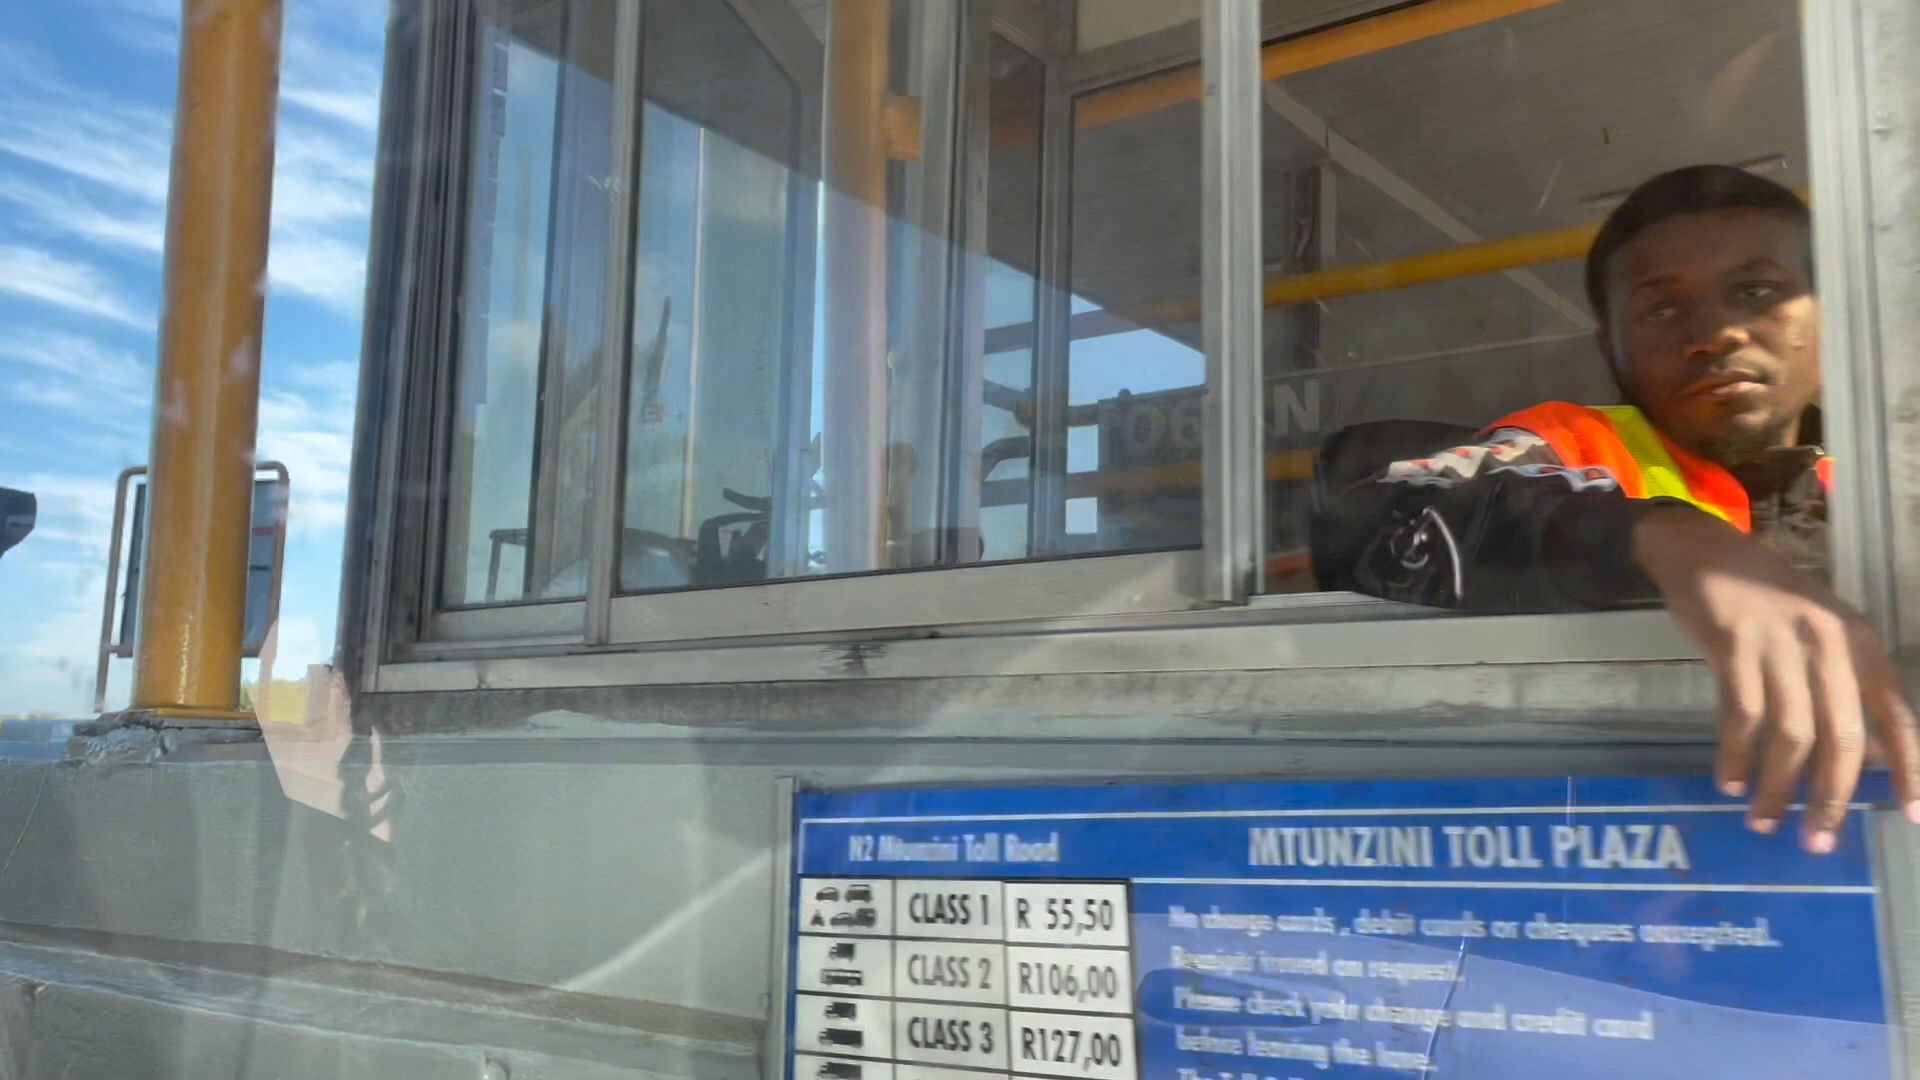 N2 Mtunzini Toll Road
MTUNZINI TOLL PLAZA
CLASS 1 R 55,50
CLASS 2 R106,00
CLASS 3 R127,00
No charge cards, debit cards or cheques accepted.
Receipts issued on request.
Please check your change and credit card
before leaving the lane.